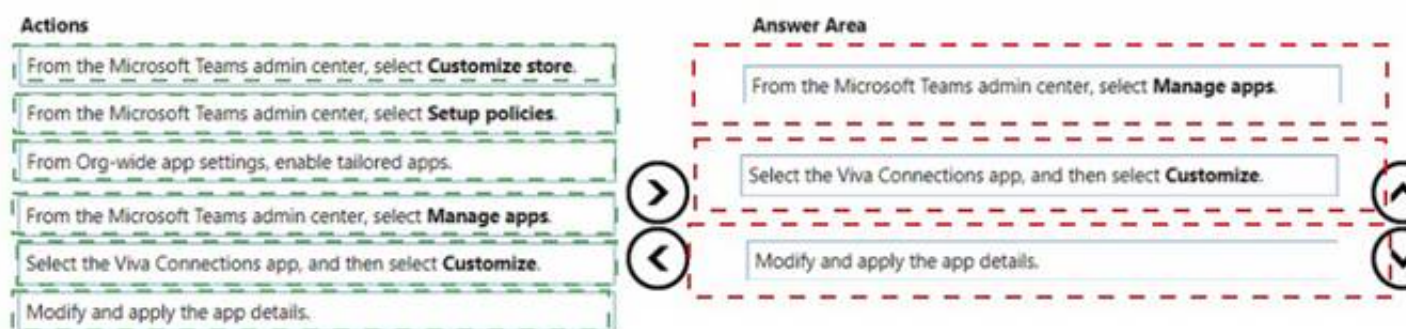 Actions
From the Microsoft Teams admin center, select Customize store.
From the Microsoft Teams admin center, select Setup policies.
From Org-wide app settings, enable tailored apps.
From the Microsoft Teams admin center, select Manage apps.
Select the Viva Connections app, and then select Customize.
Modify and apply the app details.
Answer Area
From the Microsoft Teams admin center, select Manage apps.
Select the Viva Connections app, and then select Customize.
Modify and apply the app details.